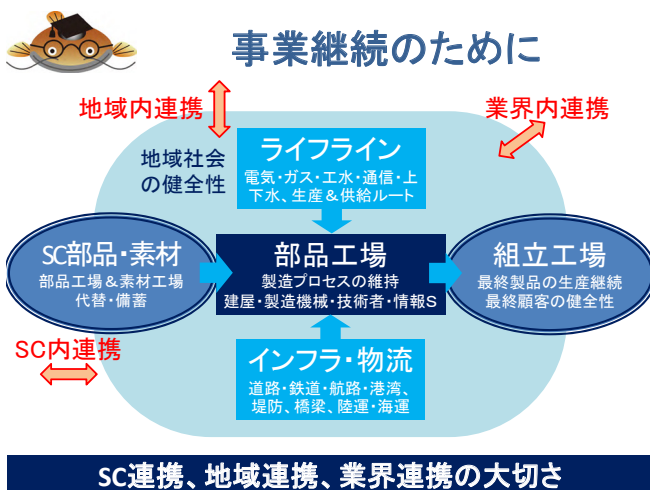 事業継続のために
地域内連携
業界内連携
地域社会
の健全性
ライフライン
電気・ガス・工水・通信・上
下水、生産＆供給ルート
SC部品・素材
部品工場＆素材工場
代替・備蓄
部品工場
製造プロセスの維持
建屋・製造機械・技術者・情報S
組立工場
最終製品の生産継続
最終顧客の健全性
SC内連携
インフラ・物流
道路・鉄道・航路・港湾、
堤防、橋梁、陸運・海運
SC連携、地域連携、業界連携の大切さ